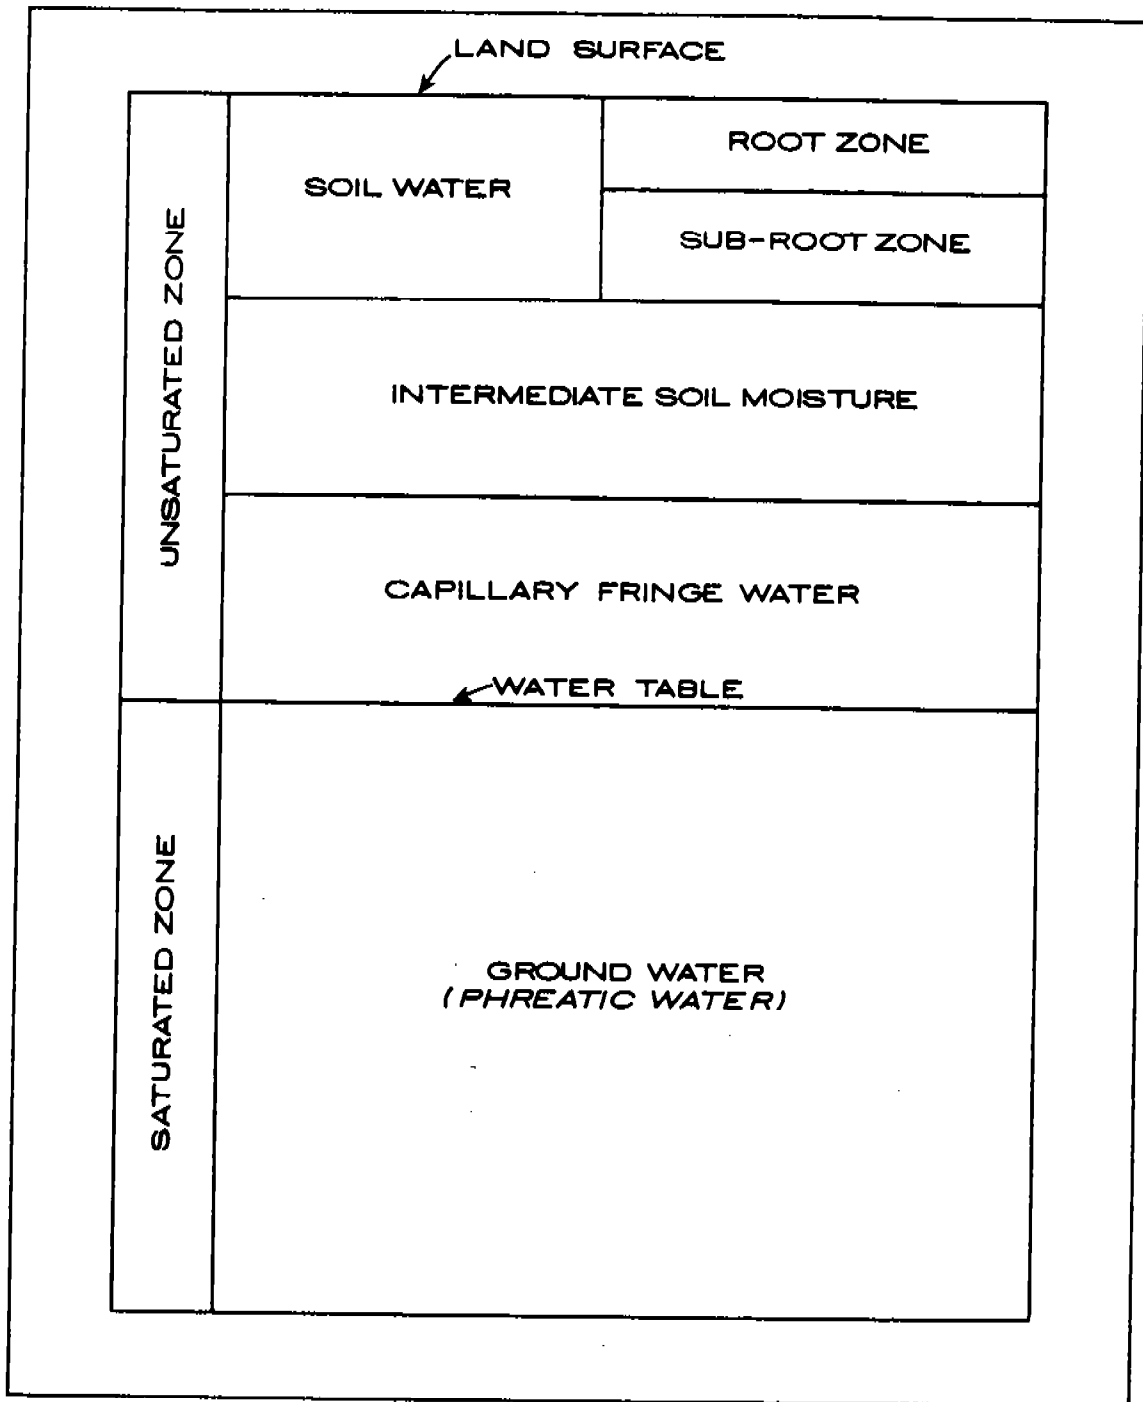 LAND SURFACE
UNSATURATED ZONE
SOIL WATER
ROOT ZONE
SUB-ROOT ZONE
INTERMEDIATE SOIL MOISTURE
CAPILLARY FRINGE WATER
WATER TABLE
SATURATED ZONE
GROUND WATER
(PHREATIC WATER)